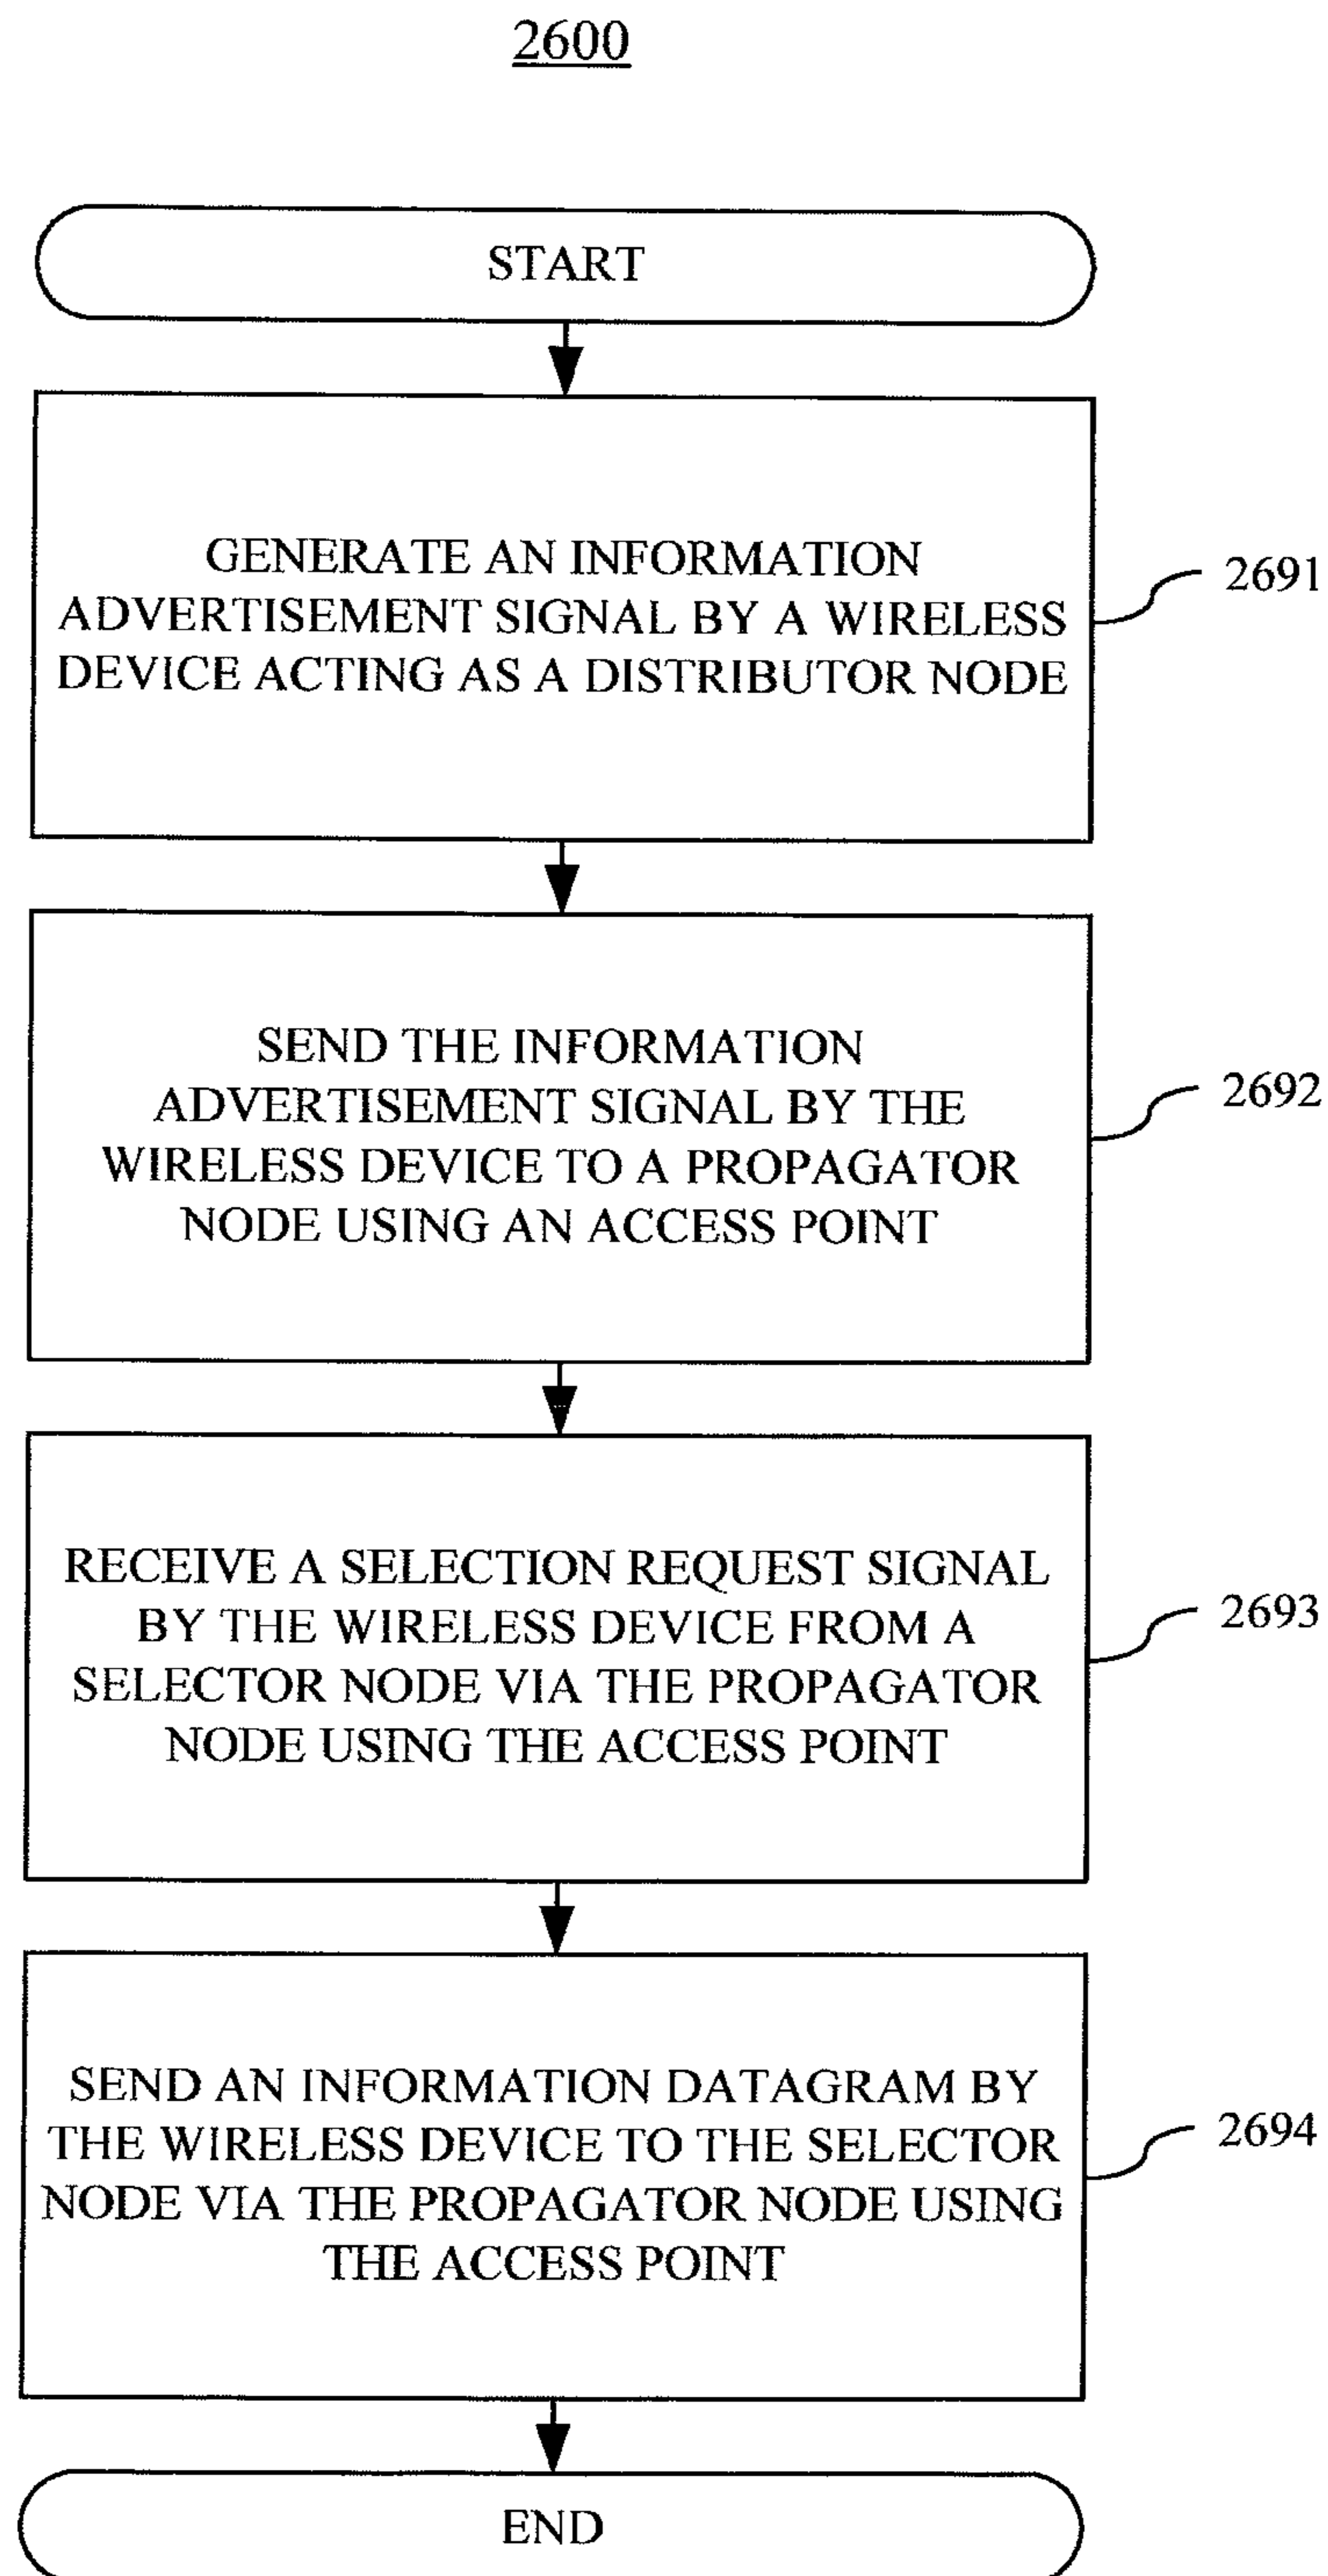 2600
START
GENERATE AN INFORMATION
ADVERTISEMENT SIGNAL BY A WIRELESS
DEVICE ACTING AS A DISTRIBUTOR NODE
2691
SEND THE INFORMATION
ADVERTISEMENT SIGNAL BY THE
WIRELESS DEVICE TO A PROPAGATOR
NODE USING AN ACCESS POINT
2692
RECEIVE A SELECTION REQUEST SIGNAL
BY THE WIRELESS DEVICE FROM A
SELECTOR NODE VIA THE PROPAGATOR
NODE USING THE ACCESS POINT
2693
SEND AN INFORMATION DATAGRAM BY
THE WIRELESS DEVICE TO THE SELECTOR
NODE VIA THE PROPAGATOR NODE USING
THE ACCESS POINT
2694
END